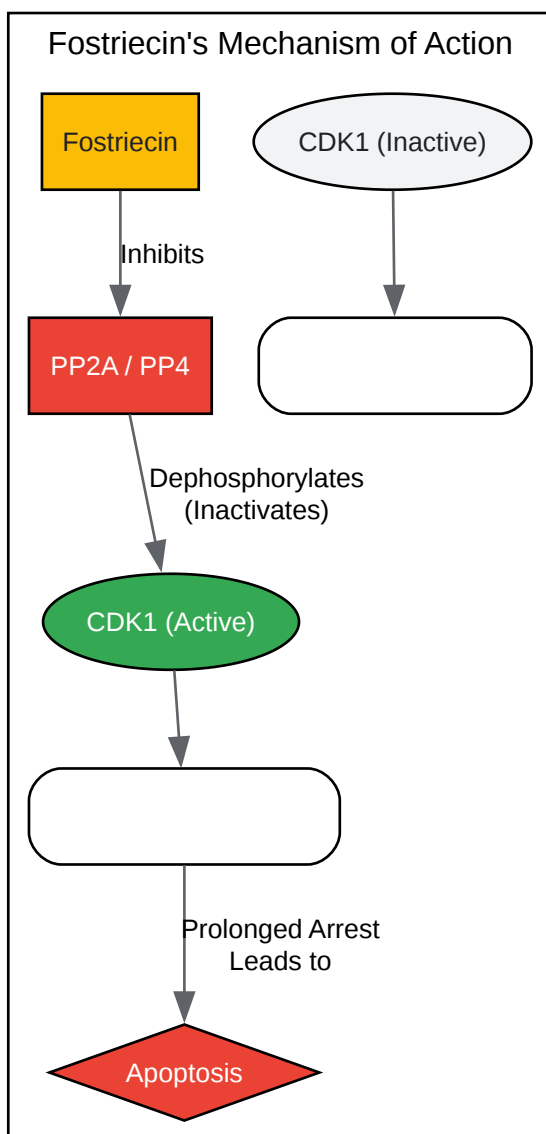 Fostriecin's Mechanism of Action
Fostriecin
CDK1 (Inactive)
Inhibits
PP2A / PP4
Dephosphorylates
(Inactivates)
CDK1 (Active)
Prolonged Arrest
Leads to
Apoptosis